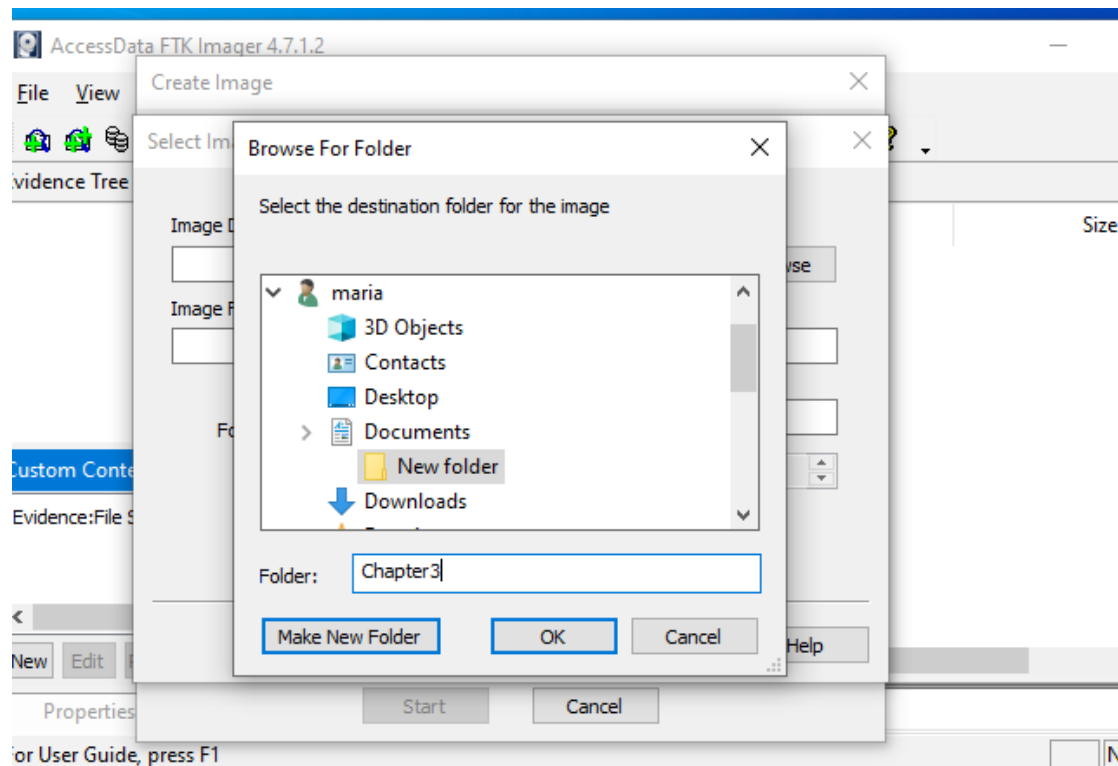 AccessData FTK Imager 4.7.1.2
Create Image
File View
Select Im
Browse For Folder
vidence Tree
Select the destination folder for the image
Image
Size
maria
Image
3D Objects
Contacts
Desktop
Documents
New folder
Custom Conte
Downloads
Evidence:File S
Folder: Chapter3
Make New Folder OK Cancel
Help
New Edit
Start Cancel
Properties
or User Guide, press F1